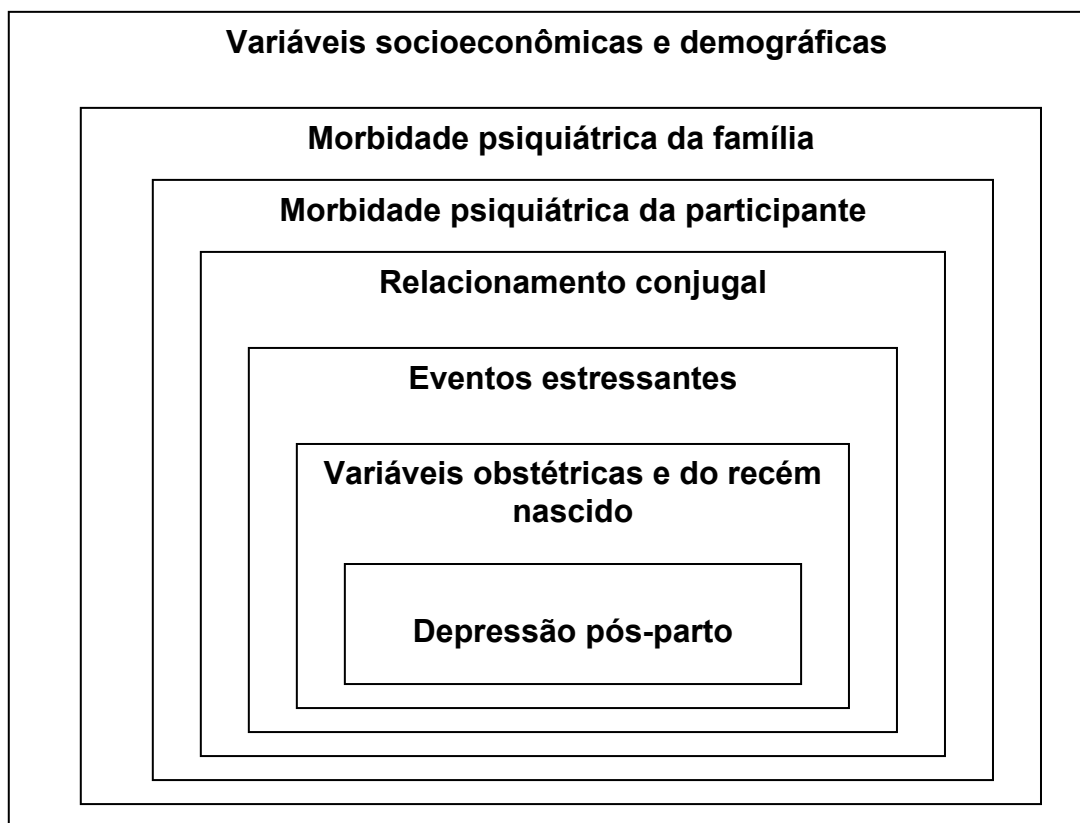 Variáveis socioeconômicas e demográficas
Morbidade psiquiátrica da família
Morbidade psiquiátrica da participante
Relacionamento conjugal
Eventos estressantes
Variáveis obstétricas e do recém
nascido
Depressão pós-parto